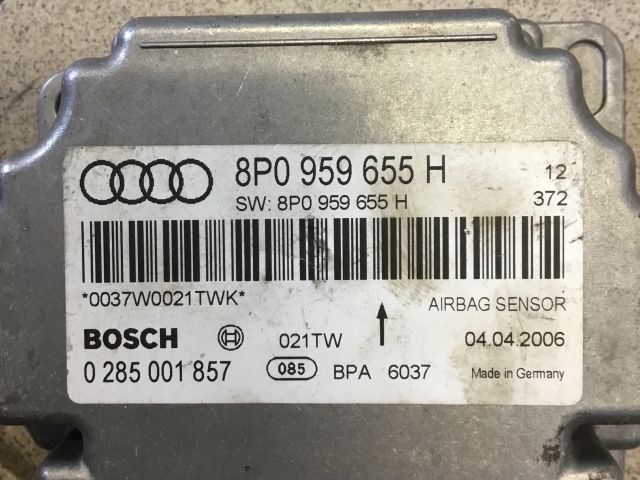 8P0 959 655 H 12
SW: 8P0 959 655 H 372
*0037W0021TWK* AIRBAG SENSOR
BOSCH 021TW 04.04.2006
0 285 001 857 085 BPA 6037 Made in Germany